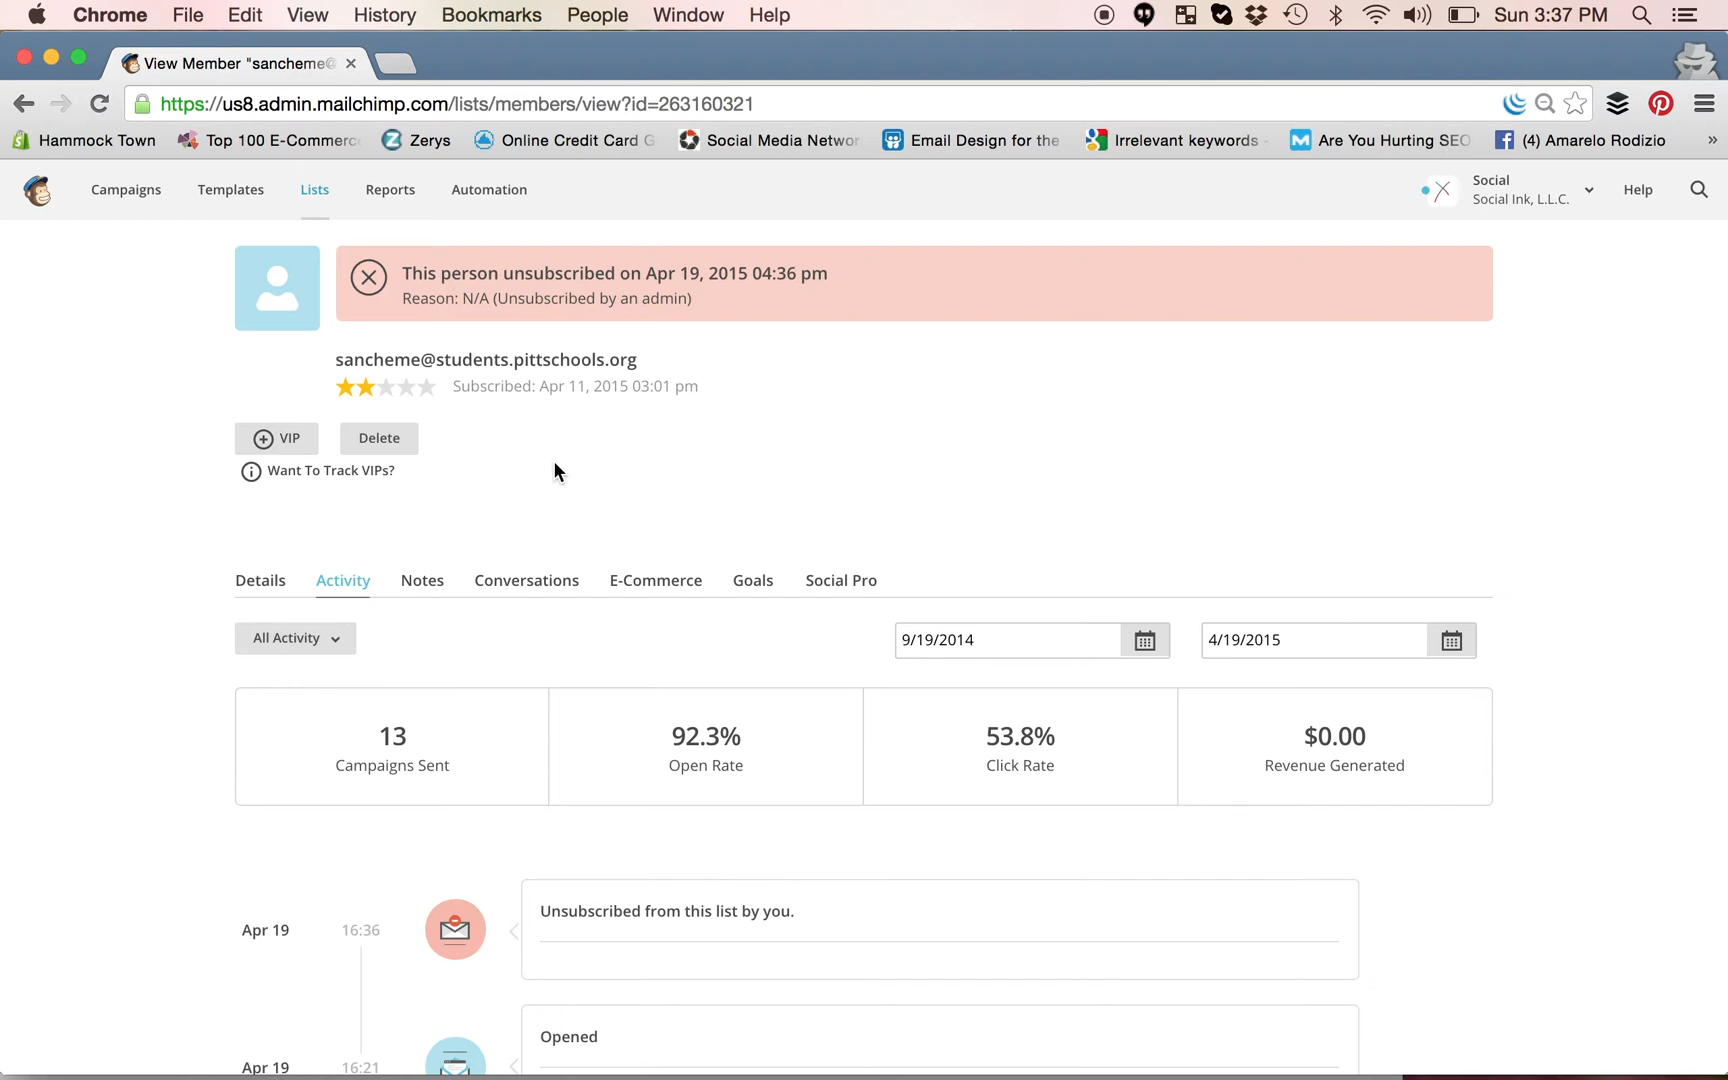 Chrome File Edit View History Bookmarks People Window Help Sun 3:37 PM
View Member "sancheme@
https://us8.admin.mailchimp.com/lists/members/view?id=263160321
Hammock Town Top 100 E-Commerc Zerys Online Credit Card G Social Media Networ Email Design for the Irrelevant keywords - Are You Hurting SEO (4) Amarelo Rodizio »
Campaigns Templates Lists Reports Automation Social Help
Social Ink, L.L.C.
This person unsubscribed on Apr 19, 2015 04:36 pm
Reason: N/A (Unsubscribed by an admin)
sancheme@students.pittschools.org
Subscribed: Apr 11, 2015 03:01 pm
VIP Delete
Want To Track VIPs?
Details Activity Notes Conversations E-Commerce Goals Social Pro
All Activity 9/19/2014 4/19/2015
13 92.3% 53.8% $0.00
Campaigns Sent Open Rate Click Rate Revenue Generated
Unsubscribed from this list by you.
Apr 19 16:36
Opened
Apr 19 16:21